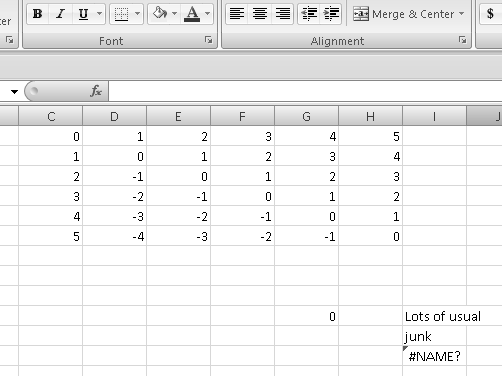 ter
B I U A Merge & Center $
Font Alignment
fx
C D E F G H I J
0 1 2 3 4 5
1 0 1 2 3 4
2 -1 0 1 2 3
3 -2 -1 0 1 2
4 -3 -2 -1 0 1
5 -4 -3 -2 -1 0
0 Lots of usual
junk
#NAME?